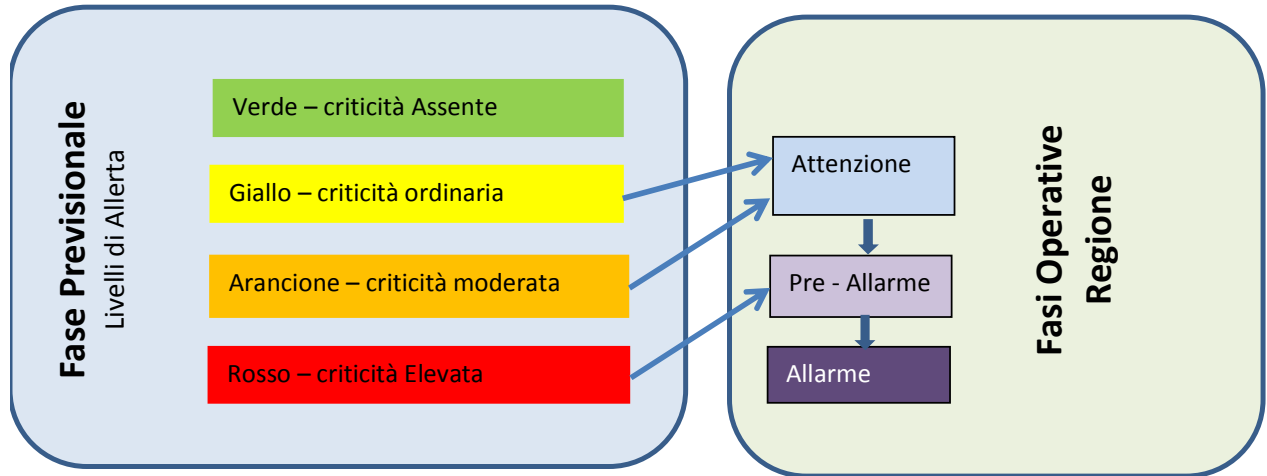 Fase Previsionale
Livelli di Allerta
Verde – criticità Assente
Giallo – criticità ordinaria
Arancione – criticità moderata
Rosso – criticità Elevata
Attenzione
Pre - Allarme
Allarme
Fasi Operative
Regione